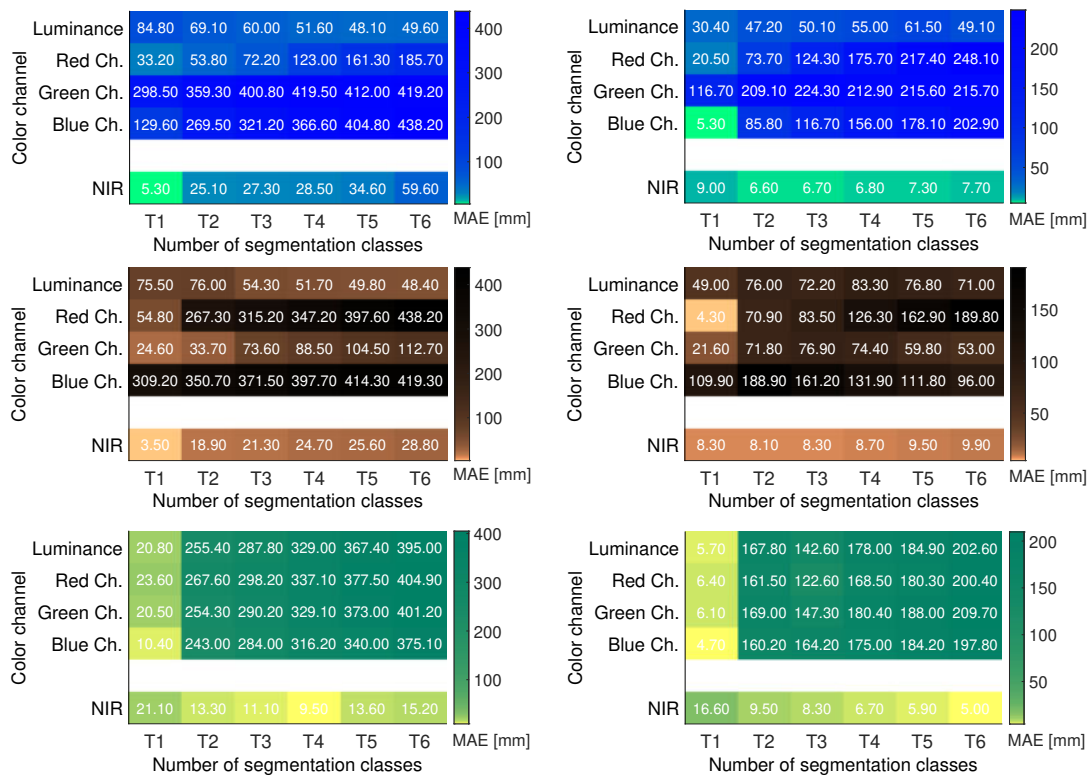 Luminance 84.80 69.10 60.00 51.60 48.10 49.60
Red Ch. 33.20 53.80 72.20 123.00 161.30 185.70
Green Ch. 298.50 359.30 400.80 419.50 412.00 419.20
Blue Ch. 129.60 269.50 321.20 366.60 404.80 438.20
NIR 5.30 25.10 27.30 28.50 34.60 59.60
T1 T2 T3 T4 T5 T6
Number of segmentation classes
Color channel
400
300
200
100
MAE [mm]
Luminance 30.40 47.20 50.10 55.00 61.50 49.10
Red Ch. 20.50 73.70 124.30 175.70 217.40 248.10
Green Ch. 116.70 209.10 224.30 212.90 215.60 215.70
Blue Ch. 5.30 85.80 116.70 156.00 178.10 202.90
NIR 9.00 6.60 6.70 6.80 7.30 7.70
T1 T2 T3 T4 T5 T6
Number of segmentation classes
Color channel
200
150
100
50
MAE [mm]
Luminance 75.50 76.00 54.30 51.70 49.80 48.40
Red Ch. 54.80 267.30 315.20 347.20 397.60 438.20
Green Ch. 24.60 33.70 73.60 88.50 104.50 112.70
Blue Ch. 309.20 350.70 371.50 397.70 414.30 419.30
NIR 3.50 18.90 21.30 24.70 25.60 28.80
T1 T2 T3 T4 T5 T6
Number of segmentation classes
Color channel
400
300
200
100
MAE [mm]
Luminance 49.00 76.00 72.20 83.30 76.80 71.00
Red Ch. 4.30 70.90 83.50 126.30 162.90 189.80
Green Ch. 21.60 71.80 76.90 74.40 59.80 53.00
Blue Ch. 109.90 188.90 161.20 131.90 111.80 96.00
NIR 8.30 8.10 8.30 8.70 9.50 9.90
T1 T2 T3 T4 T5 T6
Number of segmentation classes
Color channel
150
100
50
MAE [mm]
Luminance 20.80 255.40 287.80 329.00 367.40 395.00
Red Ch. 23.60 267.60 298.20 337.10 377.50 404.90
Green Ch. 20.50 254.30 290.20 329.10 373.00 401.20
Blue Ch. 10.40 243.00 284.00 316.20 340.00 375.10
NIR 21.10 13.30 11.10 9.50 13.60 15.20
T1 T2 T3 T4 T5 T6
Number of segmentation classes
Color channel
400
300
200
100
MAE [mm]
Luminance 5.70 167.80 142.60 178.00 184.90 202.60
Red Ch. 6.40 161.50 122.60 168.50 180.30 200.40
Green Ch. 6.10 169.00 147.30 180.40 188.00 209.70
Blue Ch. 4.70 160.20 164.20 175.00 184.20 197.80
NIR 16.60 9.50 8.30 6.70 5.90 5.00
T1 T2 T3 T4 T5 T6
Number of segmentation classes
Color channel
200
150
100
50
MAE [mm]